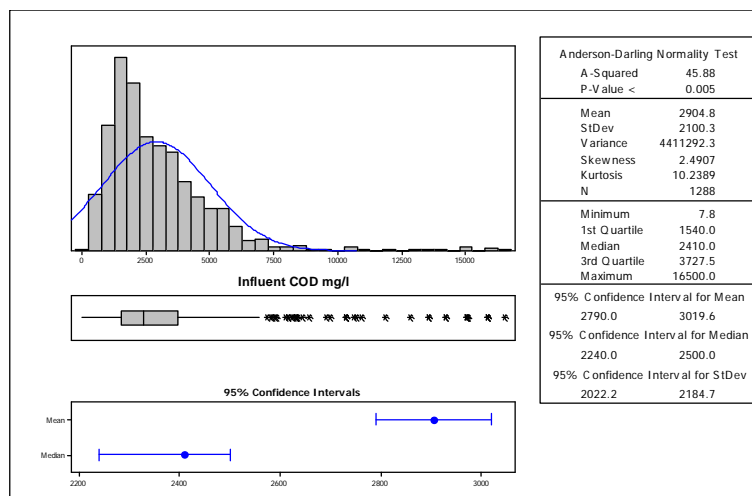 0 2500 5000 7500 10000 12500 15000
Influent COD mg/l
95% Confidence Intervals
Mean
Median
2200 2400 2600 2800 3000
Anderson-Darling Normality Test
A-Squared 45.88
P-Value < 0.005
Mean 2904.8
StDev 2100.3
Variance 4411292.3
Skewness 2.4907
Kurtosis 10.2389
N 1288
Minimum 7.8
1st Quartile 1540.0
Median 2410.0
3rd Quartile 3727.5
Maximum 16500.0
95% Confidence Interval for Mean
2790.0 3019.6
95% Confidence Interval for Median
2240.0 2500.0
95% Confidence Interval for StDev
2022.2 2184.7